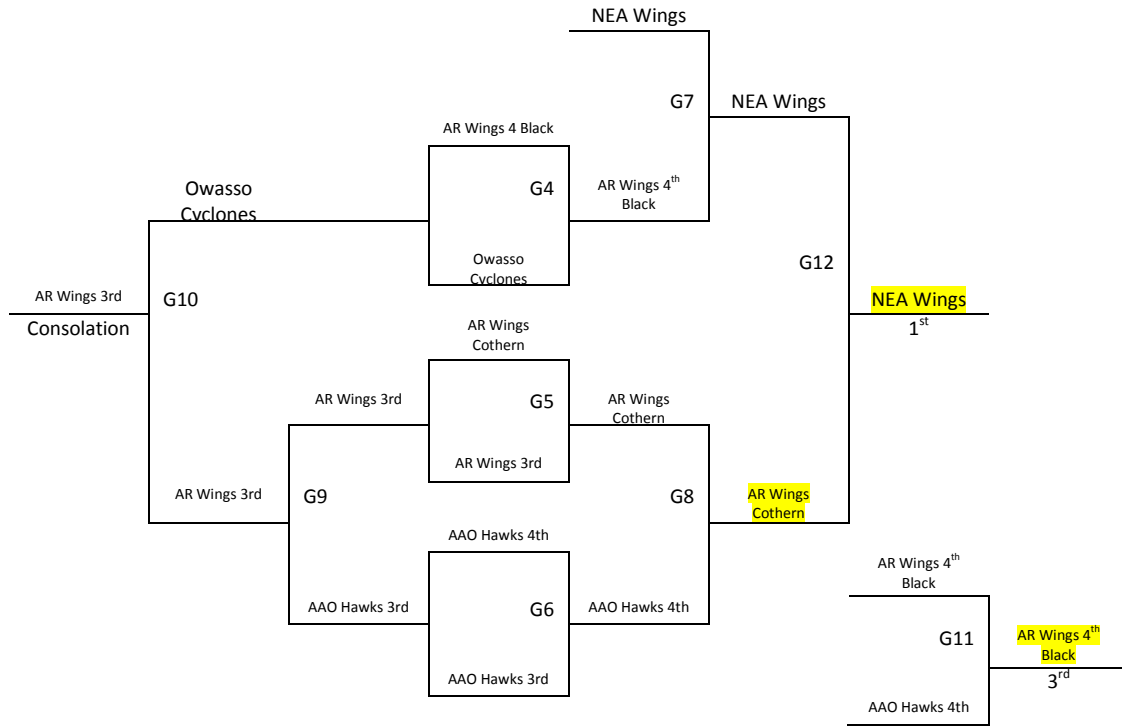 NEA Wings
G7
NEA Wings
AR Wings 4 Black
G4
AR Wings 4th
Black
Owasso
Cyclones
Owasso
Cyclones
G12
G10
AR Wings 3rd
Consolation
NEA Wings
1st
AR Wings
Cothern
AR Wings 3rd
G5
AR Wings
Cothern
AR Wings 3rd
AR Wings 3rd
G9
G8
AR Wings
Cothern
AAO Hawks 4th
AR Wings 4th
Black
AAO Hawks 3rd
G6
AAO Hawks 4th
G11
AR Wings 4th
Black
3rd
AAO Hawks 3rd
AAO Hawks 4th